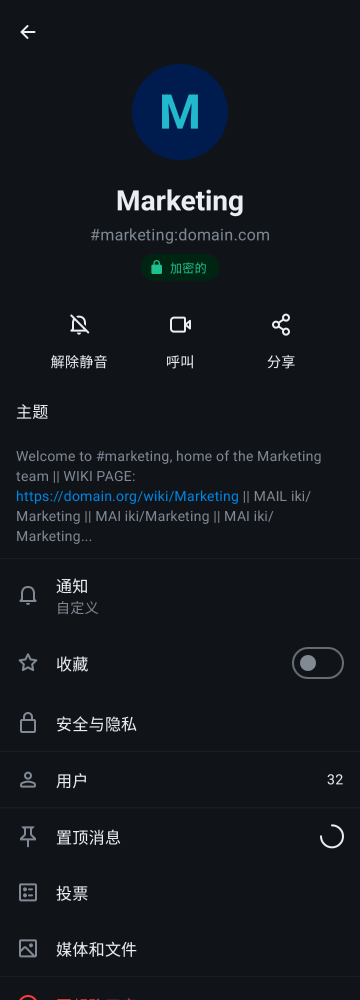 M
Marketing
#marketing:domain.com
加密的
解除静音
呼叫
分享
主题
Welcome to #marketing, home of the Marketing
team || WIKI PAGE:
https://domain.org/wiki/Marketing || MAIL iki/
Marketing || MAI iki/Marketing || MAI iki/
Marketing...
通知
自定义
收藏
安全与隐私
用户
32
置顶消息
投票
媒体和文件